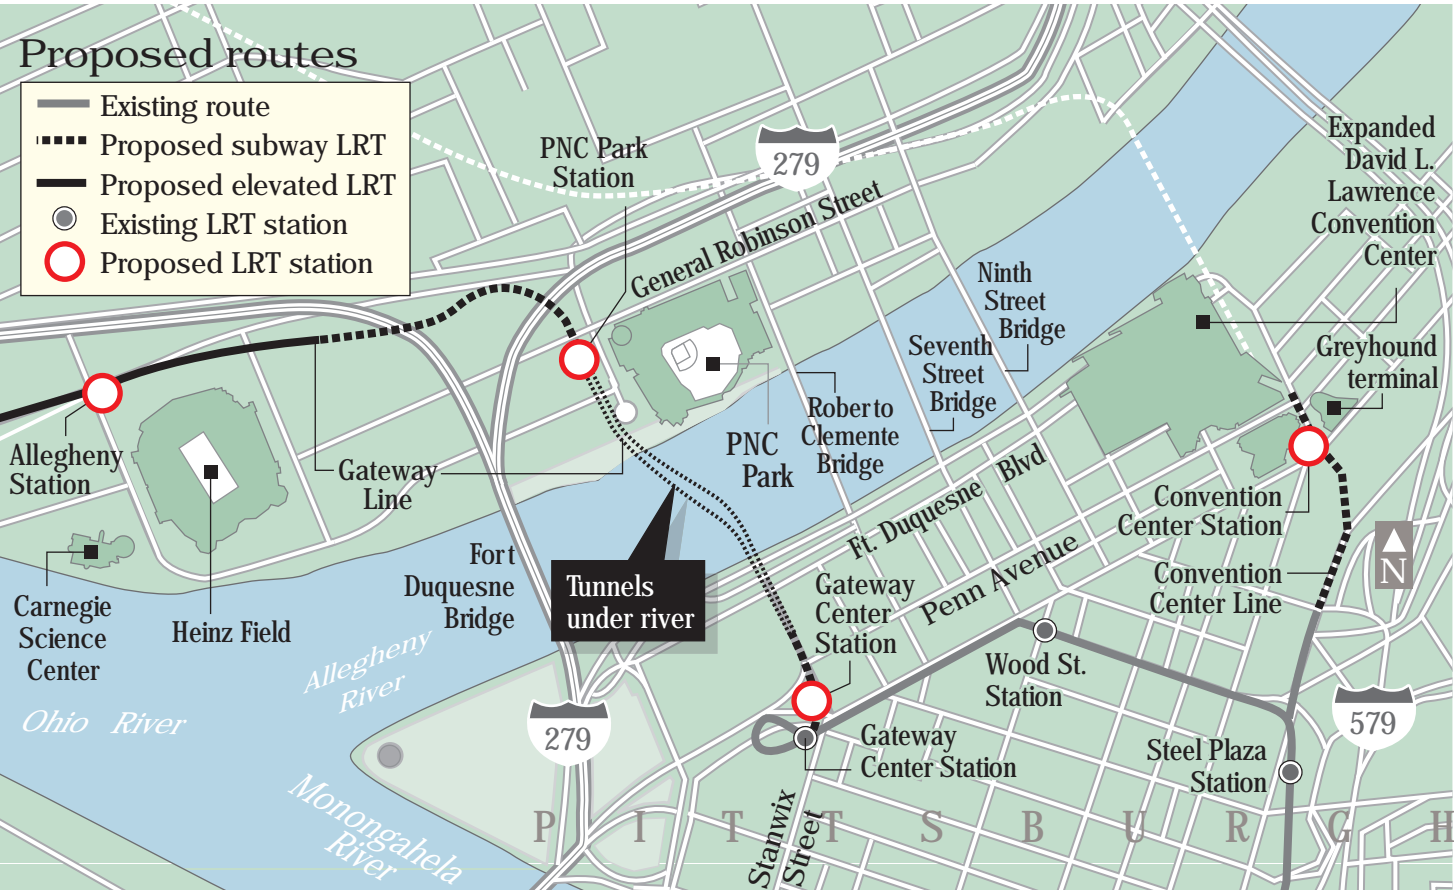 Proposed routes
Existing route
Proposed subway LRT
Proposed elevated LRT
Existing LRT station
Proposed LRT station
PNC Park
Station
279
General Robinson Street
Expanded
David L.
Lawrence
Convention
Center
Ninth
Street
Bridge
Seventh
Street
Bridge
Greyhound
terminal
Roberto
Clemente
Bridge
PNC
Park
Allegheny
Station
Gateway
Line
Ft. Duquesne Blvd
Convention
Center Station
Penn Avenue
N
Fort
Duquesne
Bridge
Tunnels
under river
Gateway
Center
Station
Convention
Center Line
Carnegie
Science
Center
Heinz Field
Allegheny
River
Wood St.
Station
Ohio River
279
579
Gateway
Center Station
Steel Plaza
Station
Monongahela
River
Stanwix
Street
PITTSBURGH